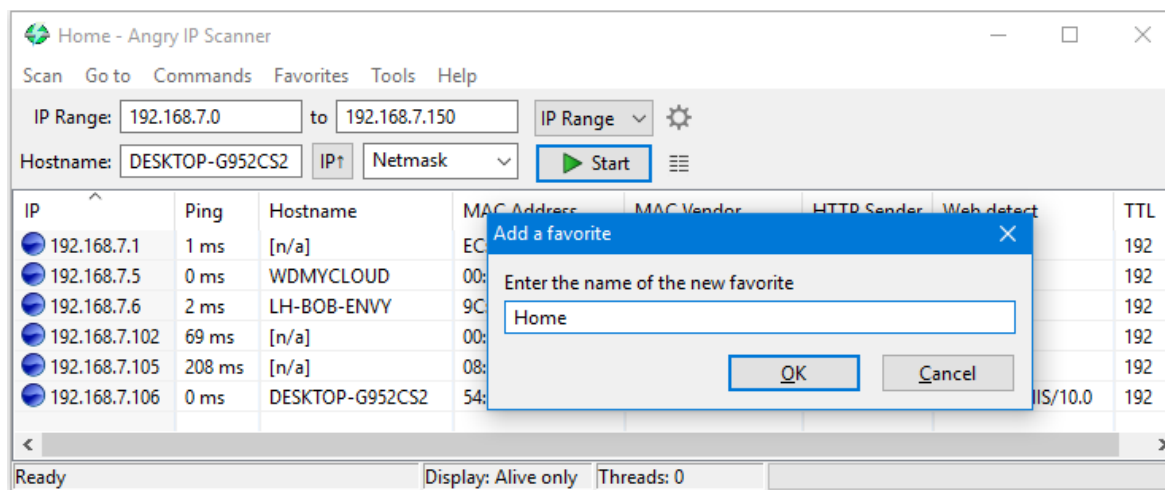 Home - Angry IP Scanner
Scan Go to Commands Favorites Tools Help
IP Range: 192.168.7.0 to 192.168.7.150 IP Range
Hostname: DESKTOP-G952CS2 IP↑ Netmask Start
IP Ping Hostname MAC Address MAC Vendor HTTP Sender Web detect TTL
Add a favorite
192.168.7.1 1 ms [n/a] EC 192
192.168.7.5 0 ms WDMYCLOUD 00: 192
Enter the name of the new favorite
192.168.7.6 2 ms LH-BOB-ENVY 9C 192
Home
192.168.7.102 69 ms [n/a] 00: 192
192.168.7.105 208 ms [n/a] 08: 192
OK Cancel
192.168.7.106 0 ms DESKTOP-G952CS2 54: IIS/10.0 192
Ready Display: Alive only Threads: 0